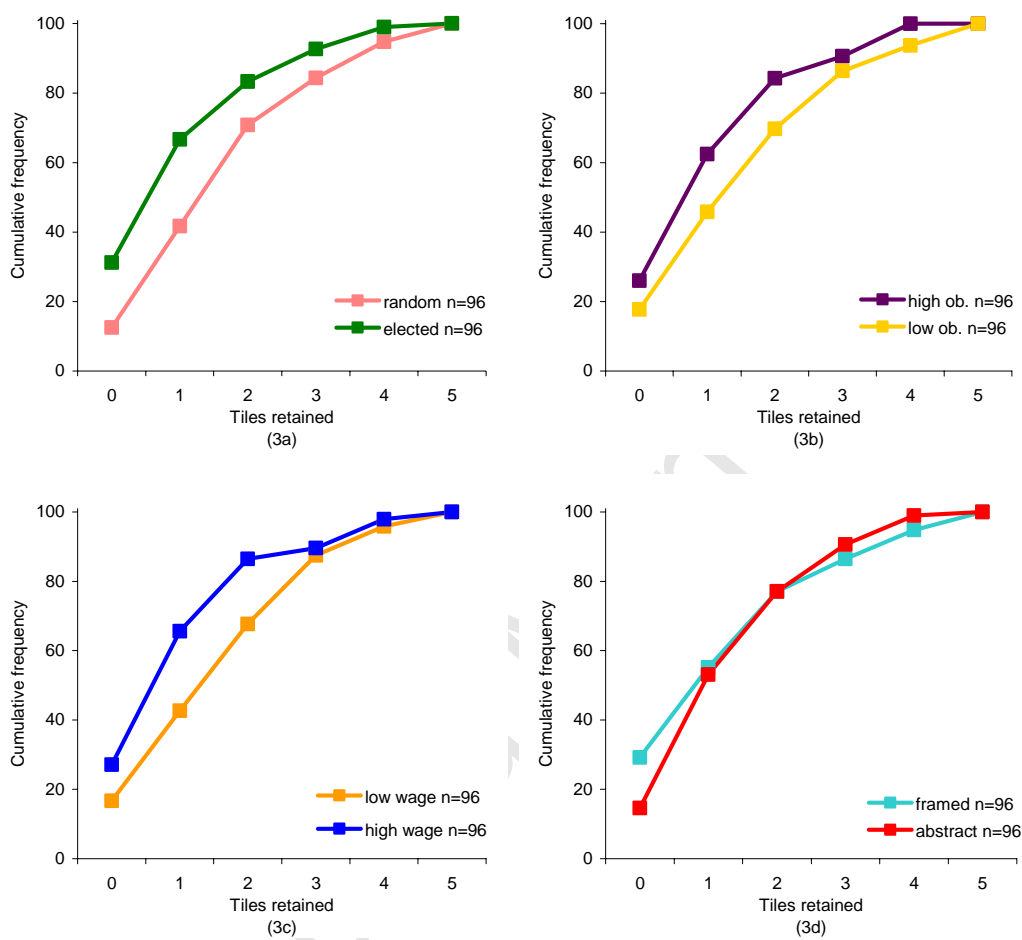 100
80
60
40
20
0
Cumulative frequency
random n=96
elected n=96
0 1 2 3 4 5
Tiles retained
(3a)
100
80
60
40
20
0
Cumulative frequency
high ob. n=96
low ob. n=96
0 1 2 3 4 5
Tiles retained
(3b)
100
80
60
40
20
0
Cumulative frequency
low wage n=96
high wage n=96
0 1 2 3 4 5
Tiles retained
(3c)
100
80
60
40
20
0
Cumulative frequency
framed n=96
abstract n=96
0 1 2 3 4 5
Tiles retained
(3d)